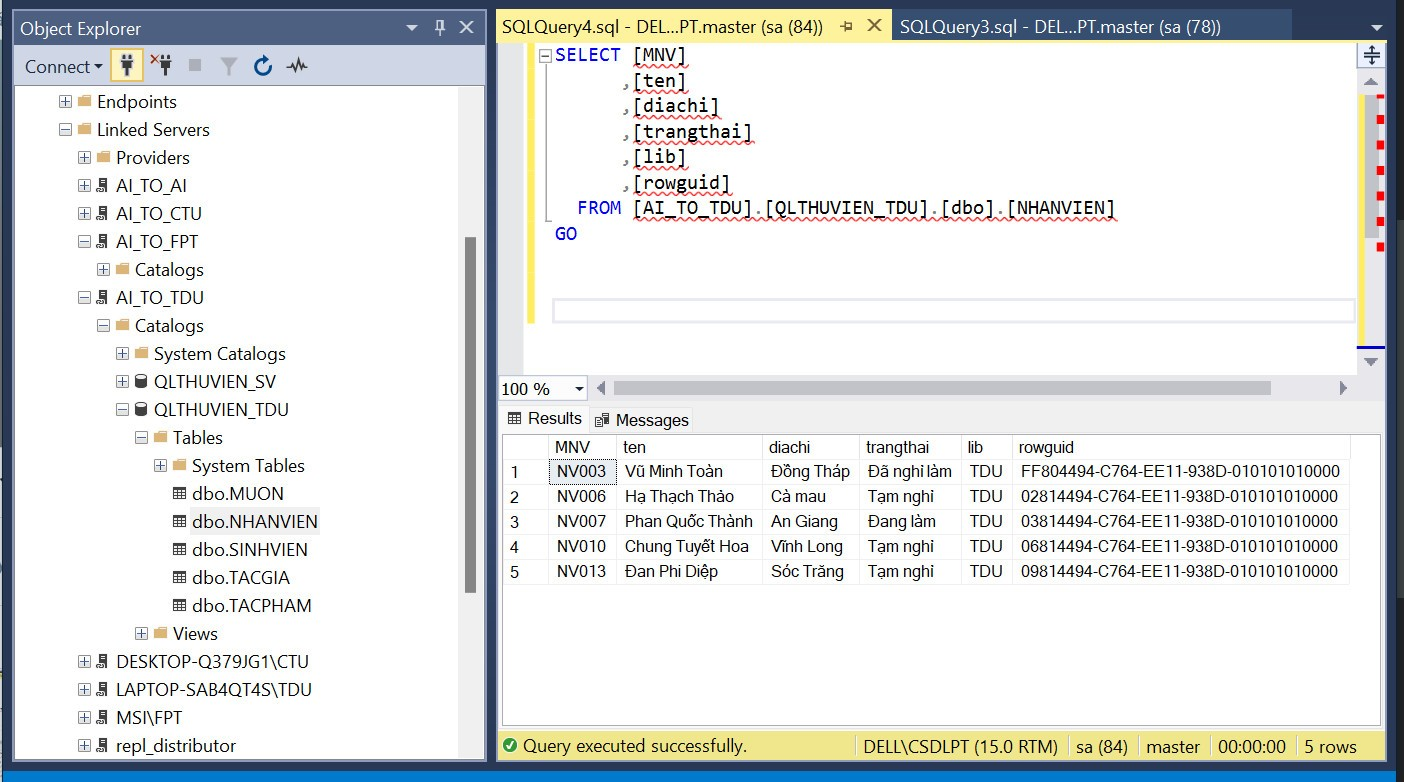 Object Explorer
Connect
Endpoints
Linked Servers
Providers
AI_TO_AI
AI_TO_CTU
AI_TO_FPT
Catalogs
AI_TO_TDU
Catalogs
System Catalogs
QLTHUVIEN_SV
QLTHUVIEN_TDU
Tables
System Tables
dbo.MUON
dbo.NHANVIEN
dbo.SINHVIEN
dbo.TACGIA
dbo.TACPHAM
Views
DESKTOP-Q379JG1\CTU
LAPTOP-SAB4QT4S\TDU
MSI\FPT
repl_distributor
SQLQuery4.sql - DEL...PT.master (sa (84)) SQLQuery3.sql - DEL...PT.master (sa (78))
SELECT [MNV]
,[ten]
,[diachi]
,[trangthai]
,[lib]
,[rowguid]
FROM [AI_TO_TDU].[QLTHUVIEN_TDU].[dbo].[NHANVIEN]
GO
100 %
Results Messages
MNV ten diachi trangthai lib rowguid
1 NV003 Vũ Minh Toàn Đồng Tháp Đã nghỉ làm TDU FF804494-C764-EE11-938D-010101010000
2 NV006 Hạ Thạch Thảo Cà mau Tạm nghỉ TDU 02814494-C764-EE11-938D-010101010000
3 NV007 Phan Quốc Thành An Giang Đang làm TDU 03814494-C764-EE11-938D-010101010000
4 NV010 Chung Tuyết Hoa Vĩnh Long Tạm nghỉ TDU 06814494-C764-EE11-938D-010101010000
5 NV013 Đan Phi Diệp Sóc Trăng Tạm nghỉ TDU 09814494-C764-EE11-938D-010101010000
Query executed successfully. DELL\CSDLPT (15.0 RTM) sa (84) master 00:00:00 5 rows